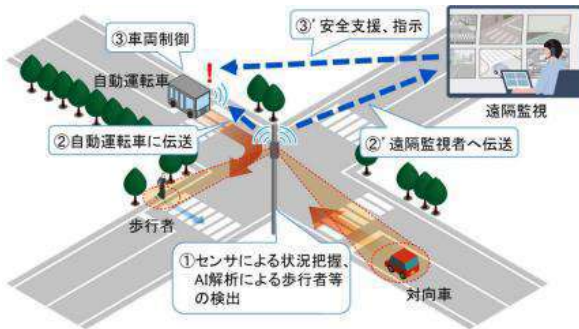 ③車両制御
③’安全支援、指示
自動運転車
!
遠隔監視
②自動運転車に伝送
②’遠隔監視者へ伝送
歩行者
①センサによる状況把握、
AI解析による歩行者等
の検出
対向車